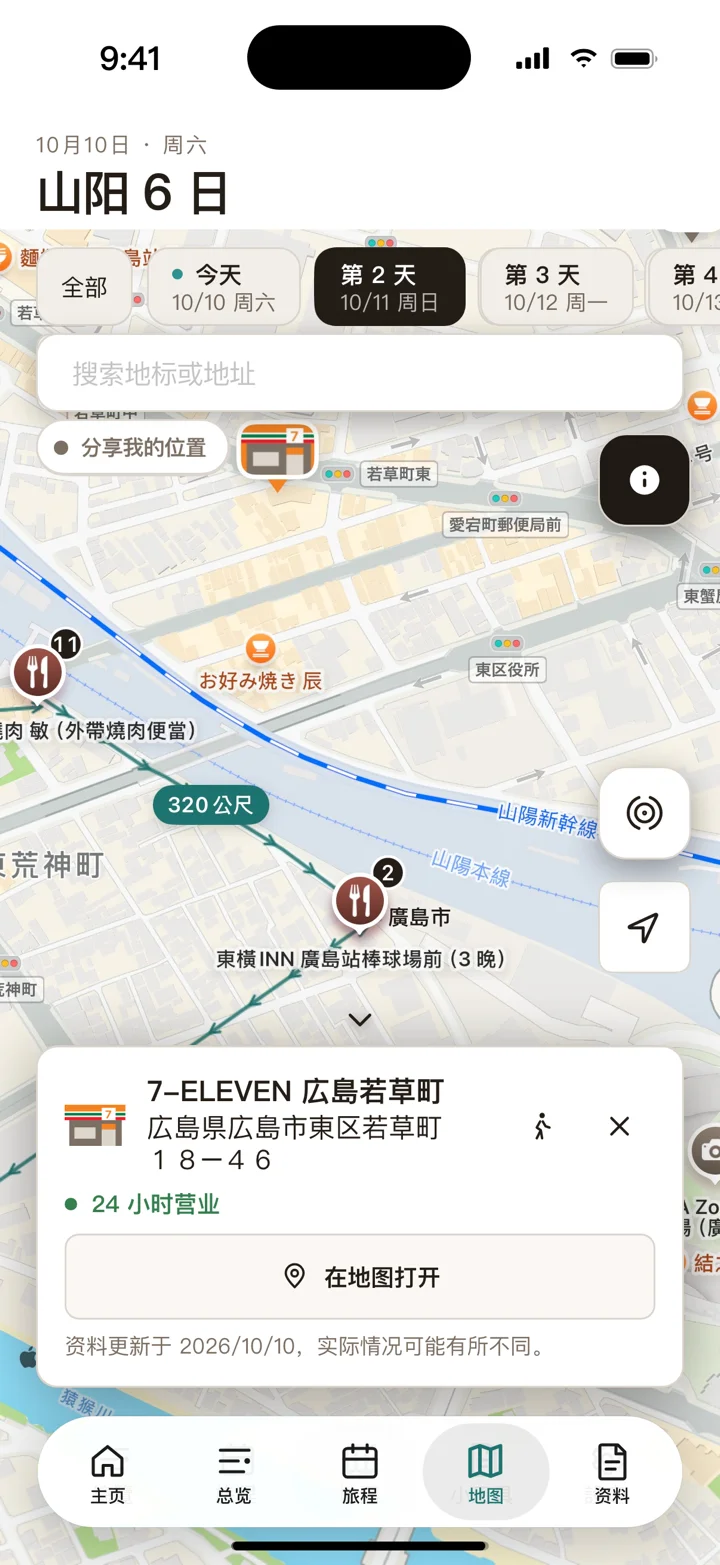 9:41
10月10日 · 周六
山阳 6 日
全部
今天
10/10 周六
第 2 天
10/11 周日
第 3 天
10/12 周一
第 4
搜索地标或地址
分享我的位置
7
若草町東
号
愛宕町郵便局前
お好み焼き 辰
東区役所
11
肉 敏 (外帶燒肉便當)
320公尺
山陽新幹線
山陽本線
荒神町
2
廣島市
東橫INN 廣島站棒球場前 (3 晚)
荒神町
7-ELEVEN 広島若草町
広島県広島市東区若草町
１８－４６
7
24 小时营业
在地图打开
资料更新于 2026/10/10，实际情况可能有所不同。
猿猴川
主页
总览
旅程
地图
资料